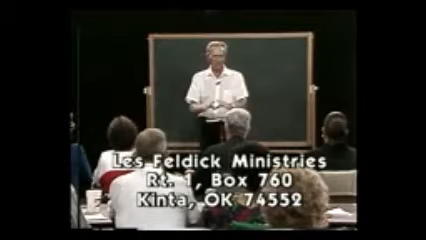 Les Feldick Ministries
Rt. 1, Box 760
Kinta, OK 74552